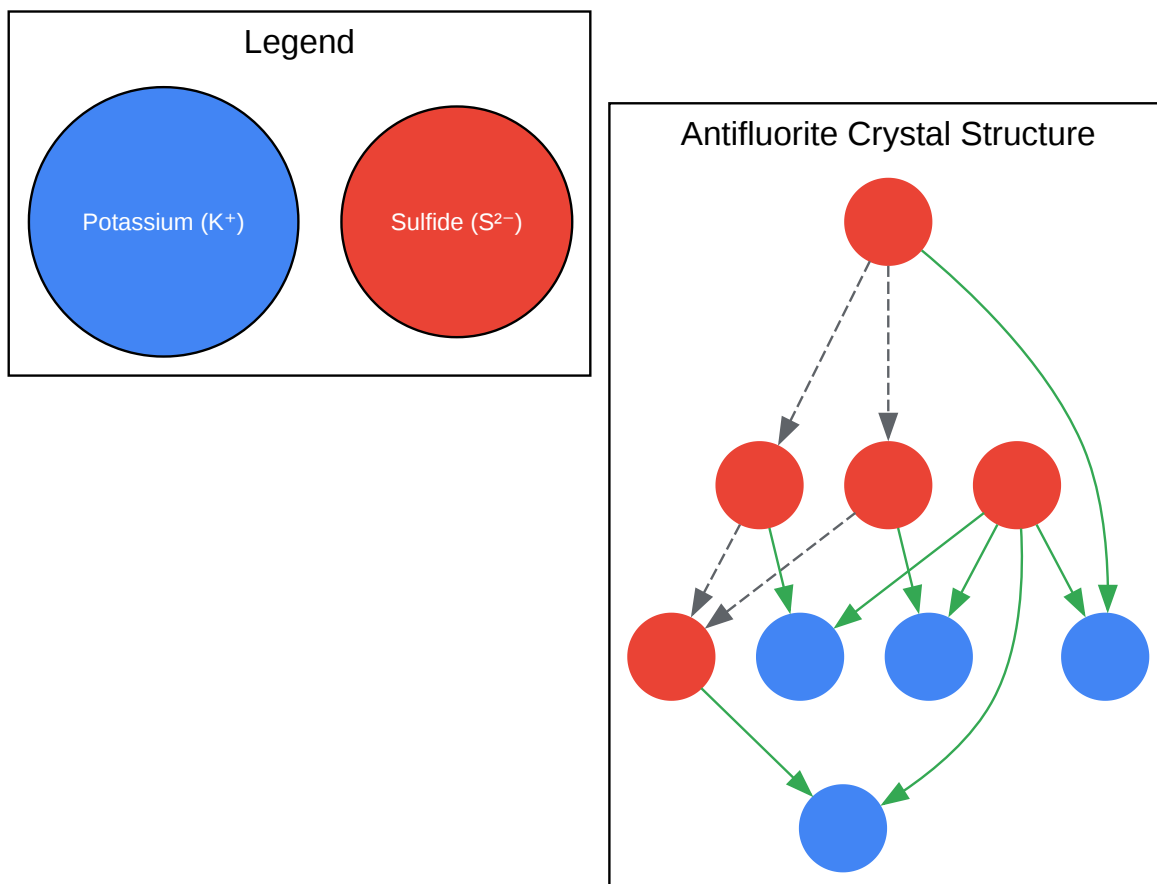 Legend
Potassium (K⁺)
Sulfide (S²⁻)
Antifluorite Crystal Structure